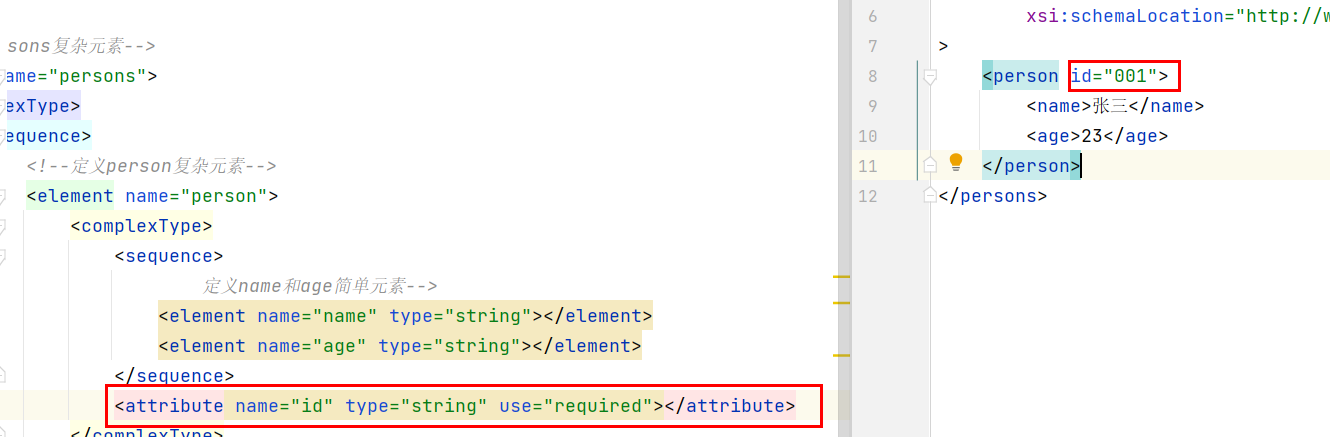 sons复杂元素-->
ame="persons">
exType>
equence>
<!--定义person复杂元素-->
<element name="person">
<complexType>
<sequence>
定义name和age简单元素-->
<element name="name" type="string"></element>
<element name="age" type="string"></element>
</sequence>
<attribute name="id" type="string" use="required"></attribute>
</complexType>
6 xsi:schemaLocation="http://w
7 >
8 <person id="001">
9 <name>张三</name>
10 <age>23</age>
11 </person>
12 </persons>